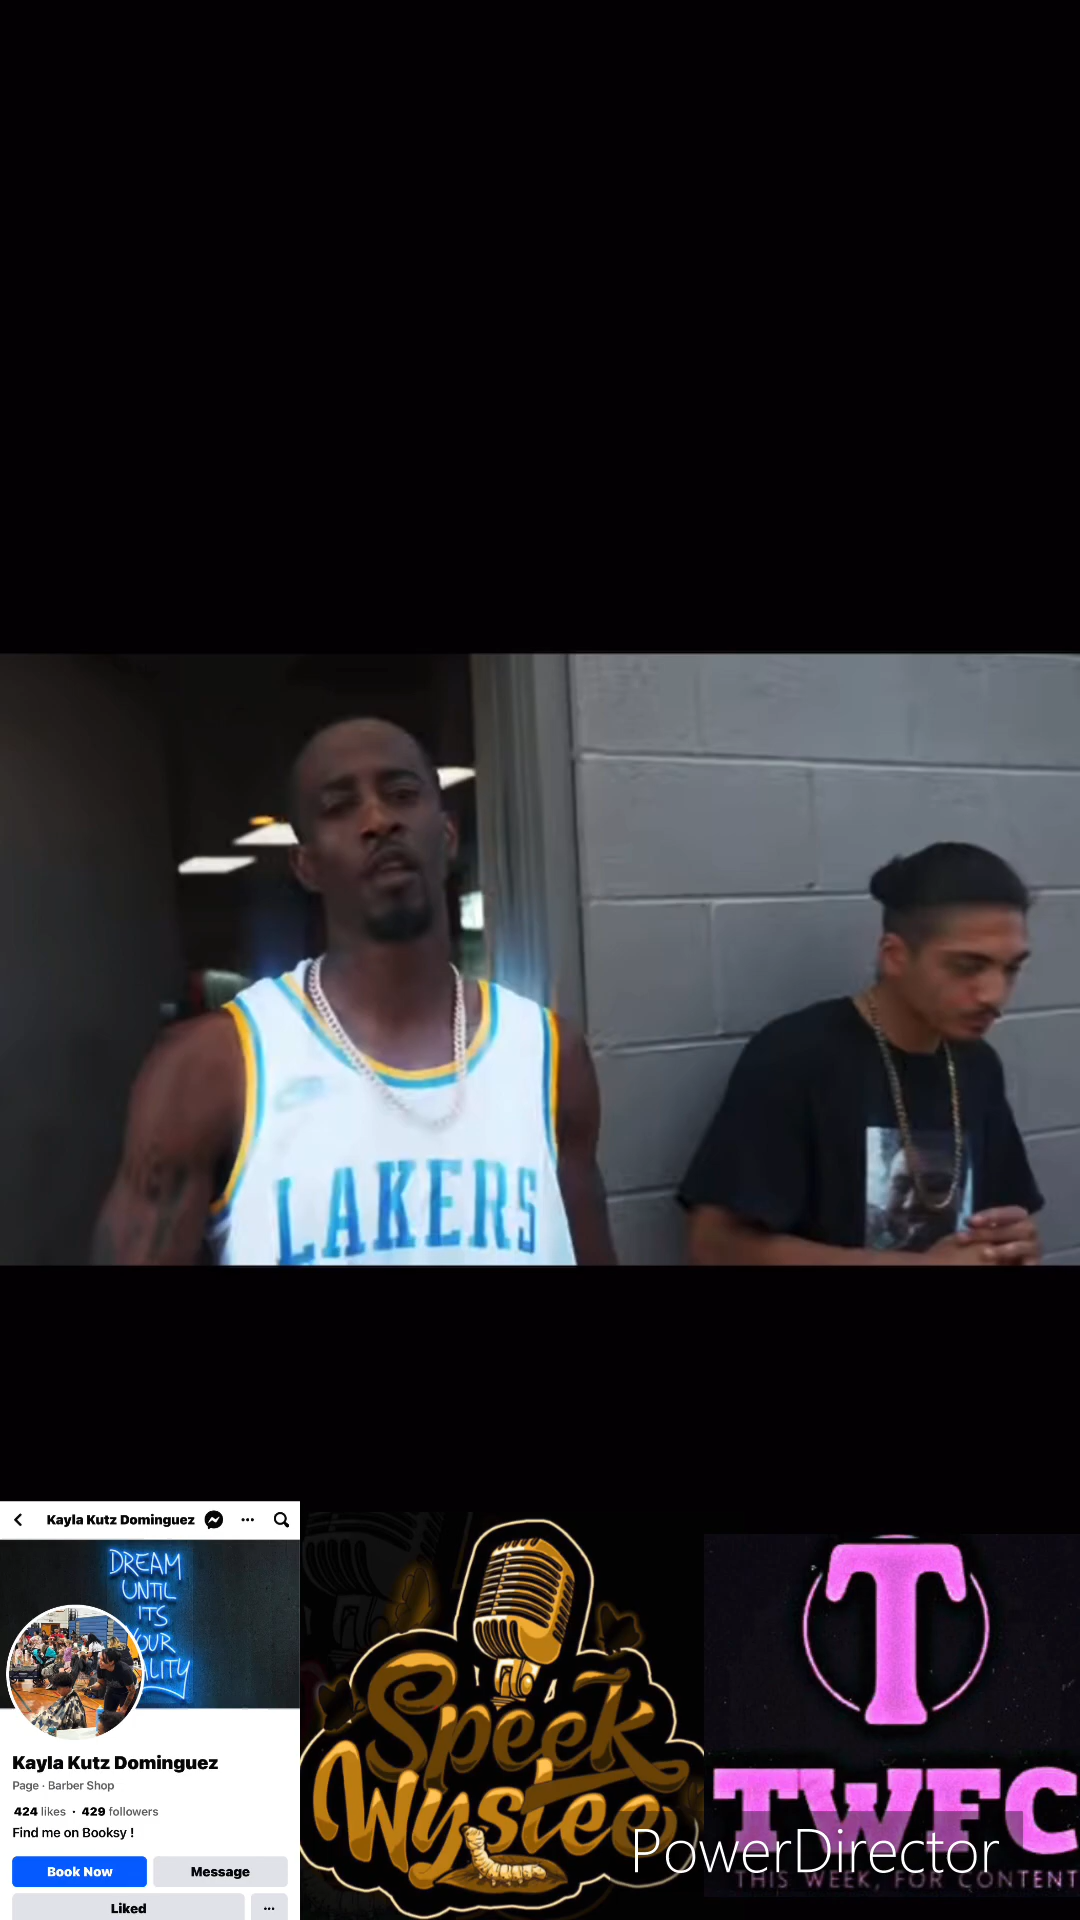 LAKERS
Kayla Kutz Dominguez
DREAM
UNTIL
ITS
Kayla Kutz Dominguez
Page · Barber Shop
424 likes · 429 followers
Find me on Booksy !
Book Now
Message
Liked
Speek
Wysteo
T
TWFC
PowerDirector
THIS WEEK, FOR CONTENT